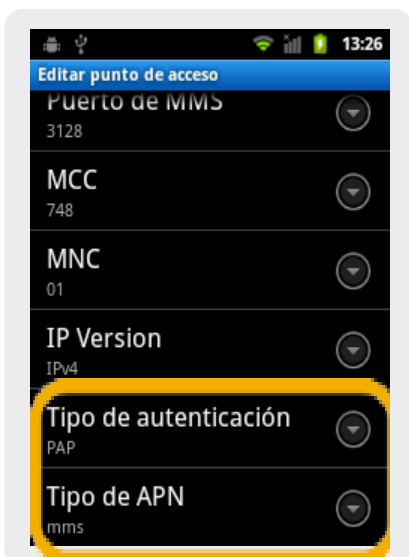 13:26
Editar punto de acceso
Puerto de MMS
3128
MCC
748
MNC
01
IP Version
IPv4
Tipo de autenticación
PAP
Tipo de APN
mms